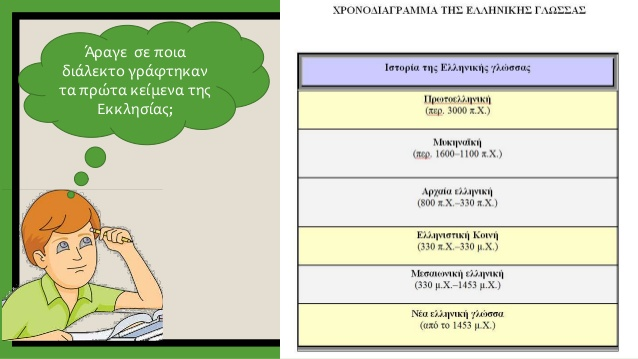 Άραγε σε ποια
διάλεκτο γράφτηκαν
τα πρώτα κείμενα της
Εκκλησίας;
ΧΡΟΝΟΔΙΑΓΡΑΜΜΑ ΤΗΣ ΕΛΛΗΝΙΚΗΣ ΓΛΩΣΣΑΣ
Ιστορία της Ελληνικής γλώσσας
Πρωτοελληνική
(περ. 3000 π.Χ.)
Μυκηναϊκή
(περ. 1600–1100 π.Χ.)
Αρχαία ελληνική
(800 π.Χ.–330 π.Χ.)
Ελληνιστική Κοινή
(330 π.Χ.–330 μ.Χ.)
Μεσαιωνική ελληνική
(330 μ.Χ.–1453 μ.Χ.)
Νέα ελληνική γλώσσα
(από το 1453 μ.Χ.)